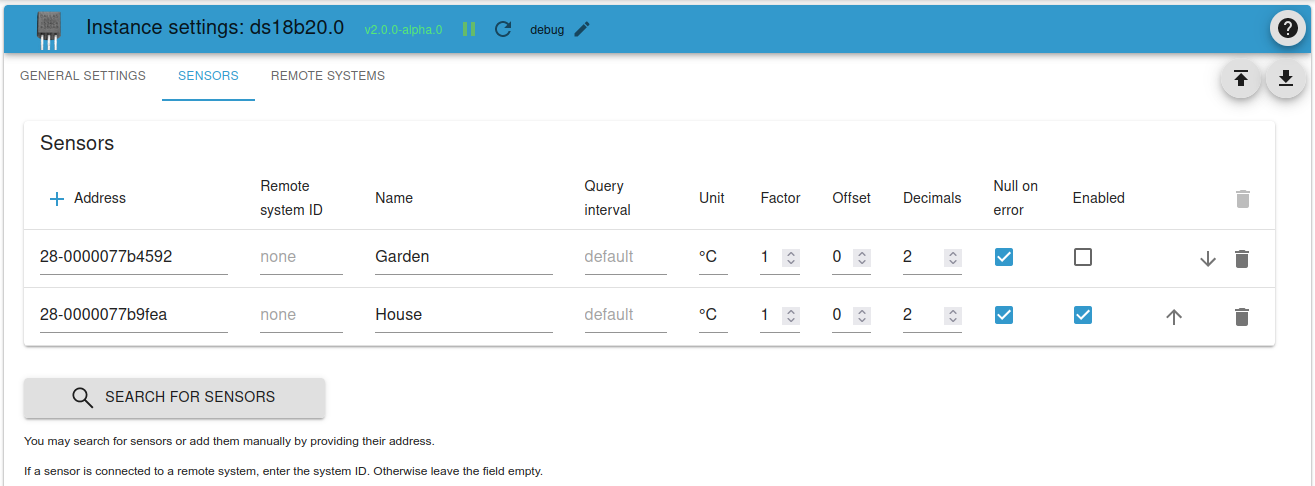 Instance settings: ds18b20.0 v2.0.0-alpha.0 debug
GENERAL SETTINGS SENSORS REMOTE SYSTEMS
Sensors
Address Remote system ID Name Query interval Unit Factor Offset Decimals Null on error Enabled
28-0000077b4592 none Garden default °C 1 0 2
28-0000077b9fea none House default °C 1 0 2
SEARCH FOR SENSORS
You may search for sensors or add them manually by providing their address.
If a sensor is connected to a remote system, enter the system ID. Otherwise leave the field empty.